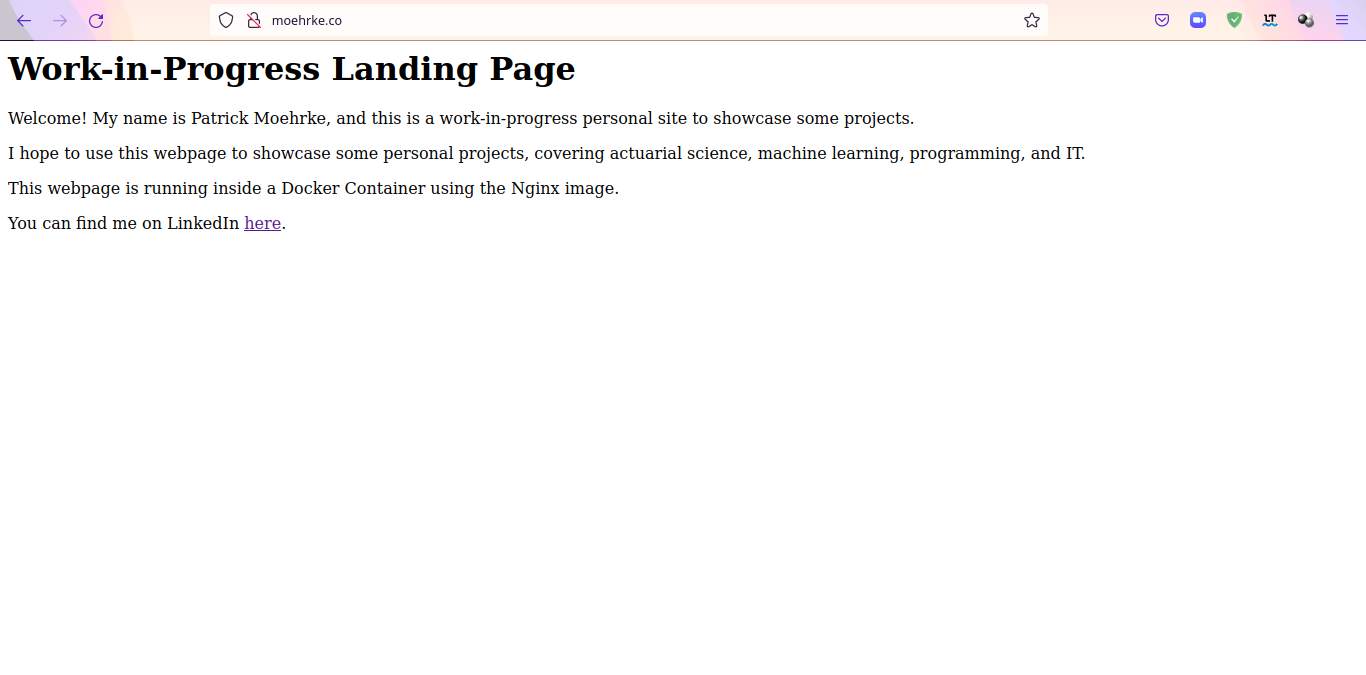 moehrke.co
LT
Work-in-Progress Landing Page
Welcome! My name is Patrick Moehrke, and this is a work-in-progress personal site to showcase some projects.
I hope to use this webpage to showcase some personal projects, covering actuarial science, machine learning, programming, and IT.
This webpage is running inside a Docker Container using the Nginx image.
You can find me on LinkedIn here.